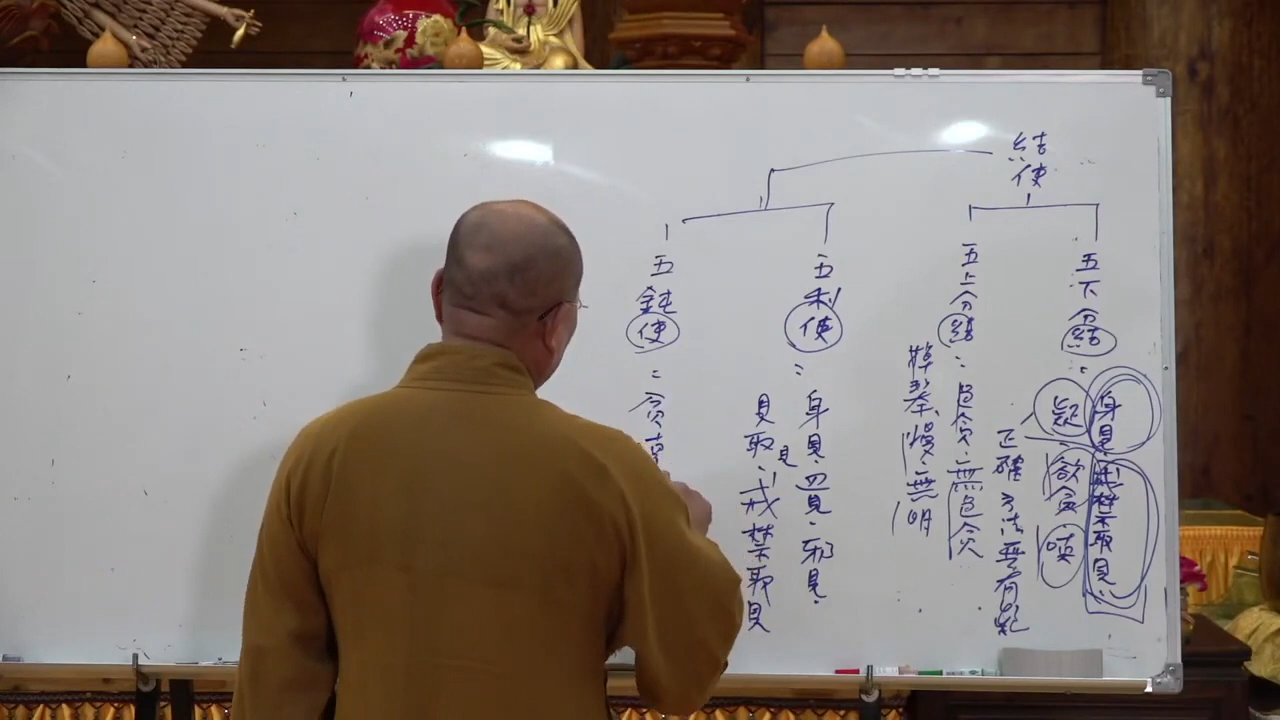 結使
五下分結：
身見、戒禁取見、
疑、欲貪、瞋
正確方法要有疑
五上分結：色貪、無色貪
掉舉、慢、無明
五利使：身見、邊見、邪見、
見取見、戒禁取見
五鈍使：貪